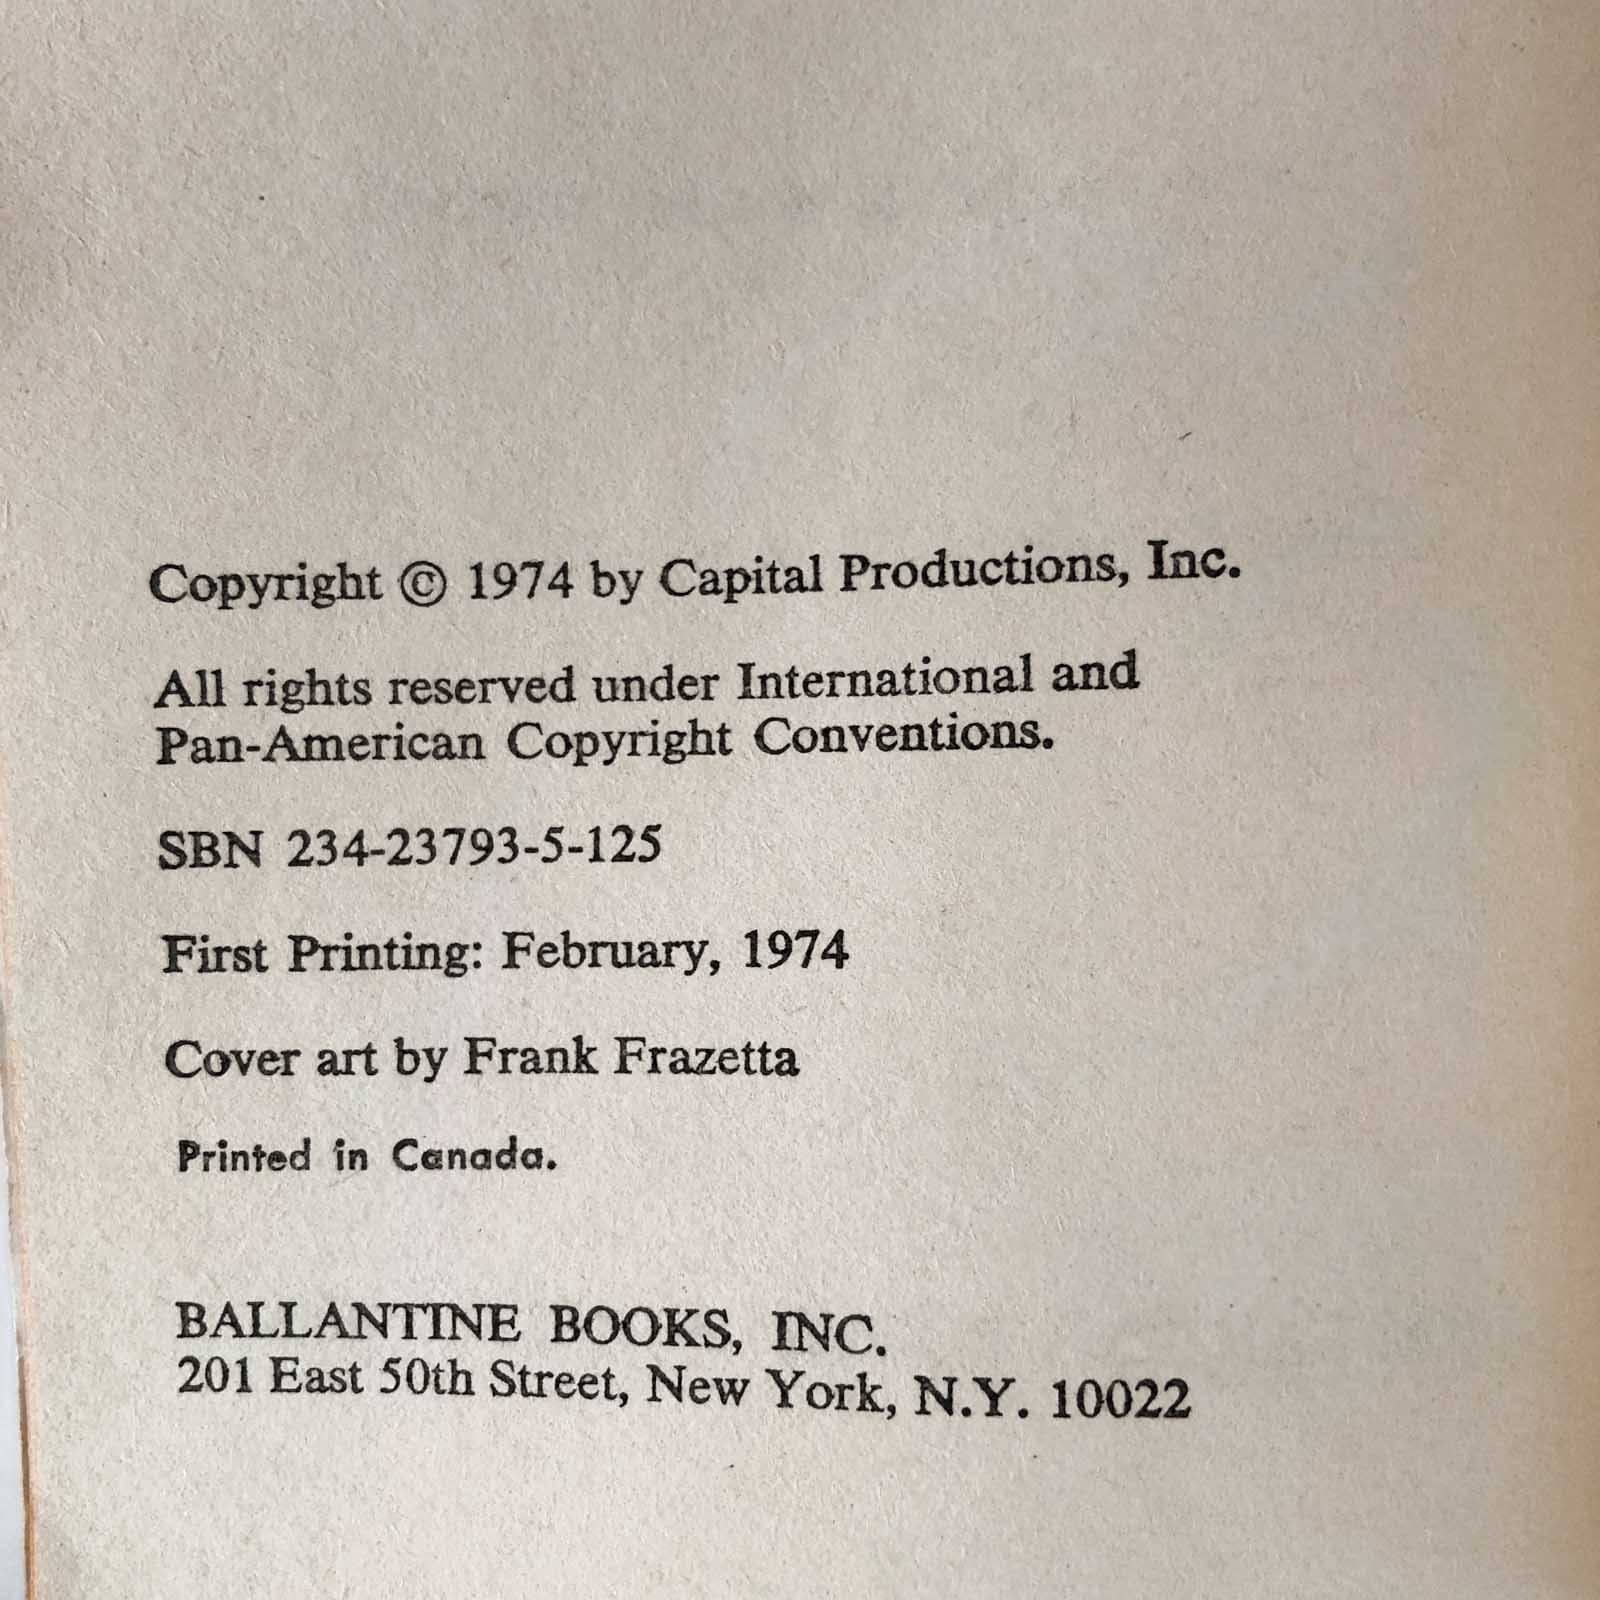 Copyright © 1974 by Capital Productions, Inc.
All rights reserved under International and
Pan-American Copyright Conventions.
SBN 234-23793-5-125
First Printing: February, 1974
Cover art by Frank Frazetta
Printed in Canada.
BALLANTINE BOOKS, INC.
201 East 50th Street, New York, N.Y. 10022